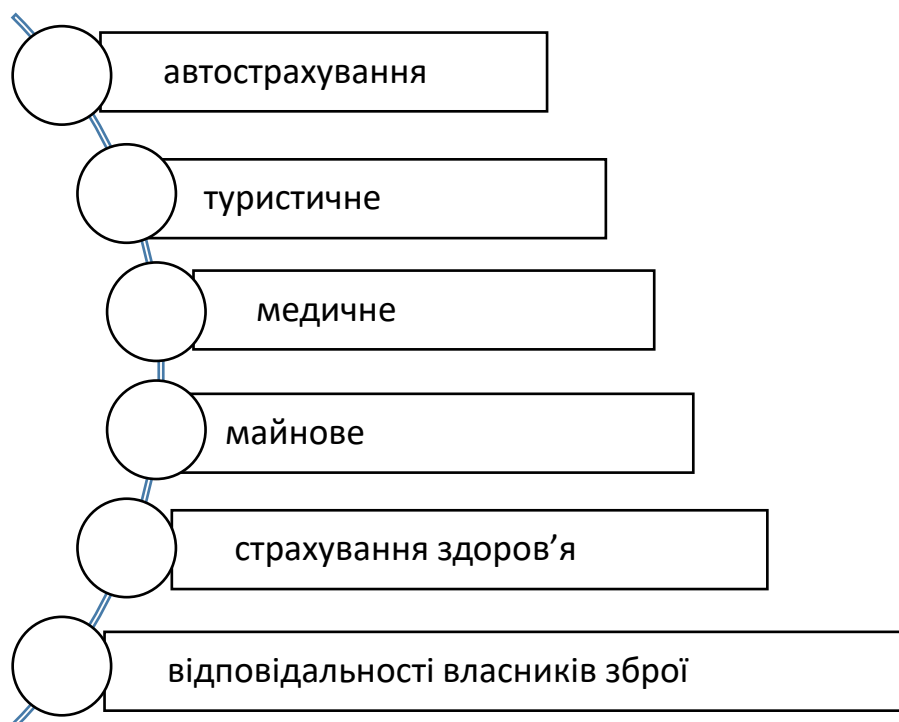 автострахування
туристичне
медичне
майнове
страхування здоров’я
відповідальності власників зброї